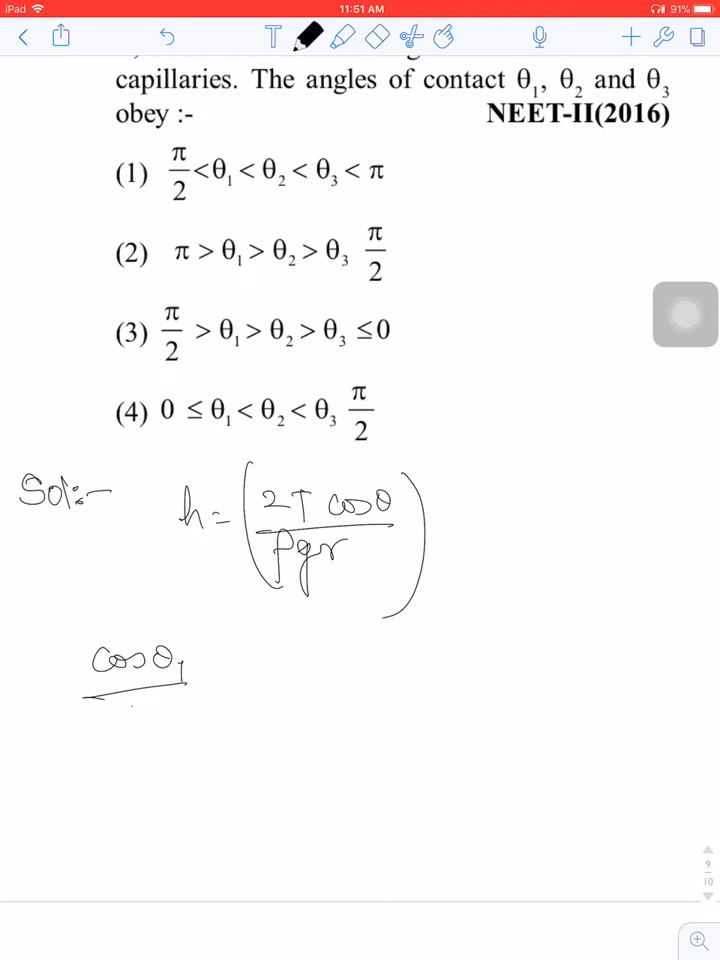 iPad 11:51 AM 91%
capillaries. The angles of contact θ₁, θ₂ and θ₃
obey :- NEET-II(2016)
(1) π/2 < θ₁ < θ₂ < θ₃ < π
(2) π > θ₁ > θ₂ > θ₃ π/2
(3) π/2 > θ₁ > θ₂ > θ₃ ≤ 0
(4) 0 ≤ θ₁ < θ₂ < θ₃ π/2
Sol:-
h = (2T cosθ / ρgr)
cosθ₁
9
10